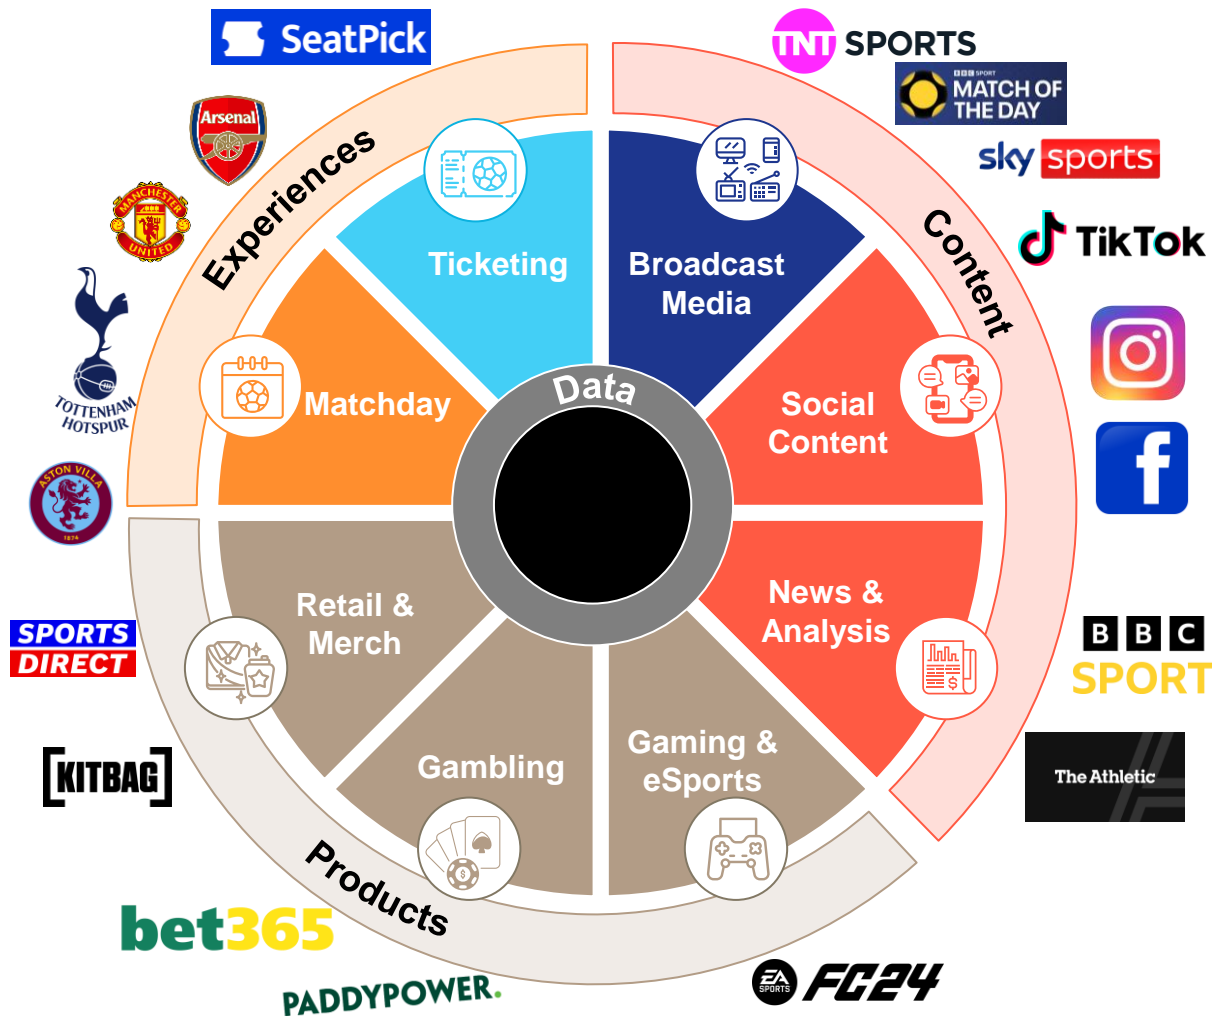 SeatPick
TNT SPORTS
BBC SPORT
MATCH OF
THE DAY
Arsenal
sky sports
Experiences
Content
MANCHESTER
UNITED
TikTok
Ticketing
Broadcast
Media
TOTTENHAM
HOTSPUR
Data
Matchday
Social
Content
f
ASTON VILLA
1874
Retail &
Merch
News &
Analysis
SPORTS
DIRECT
BBC
SPORT
$
Gambling
Gaming &
eSports
[KITBAG]
The Athletic
$
Products
bet365
PADDYPOWER.
EA
SPORTS
FC24